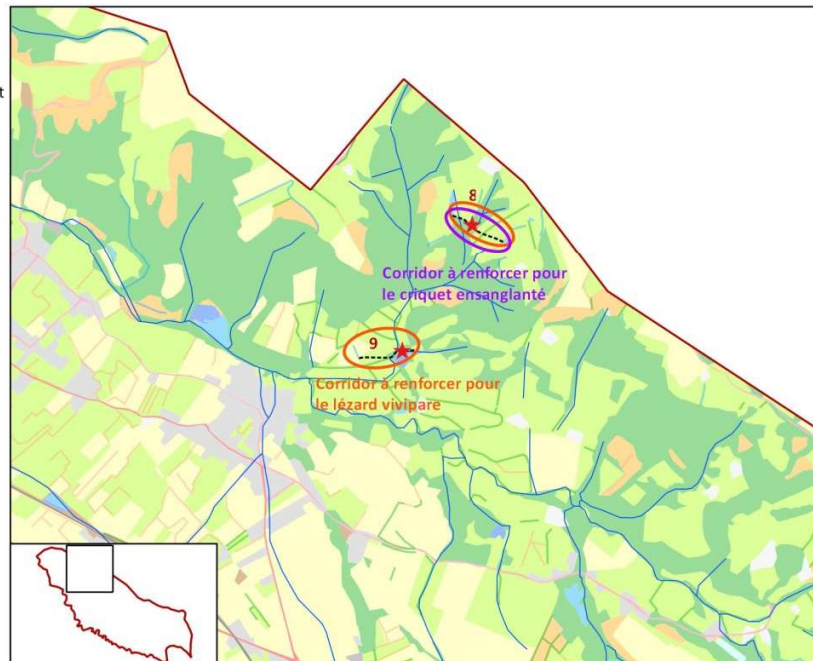 t
8
Corridor à renforcer pour
le criquet ensanglanté
9
Corridor à renforcer pour
le lézard vivipare